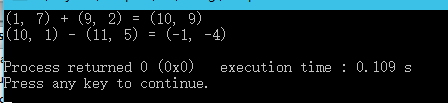 (1, 7) + (9, 2) = (10, 9)
(10, 1) - (11, 5) = (-1, -4)
Process returned 0 (0x0)   execution time : 0.109 s
Press any key to continue.